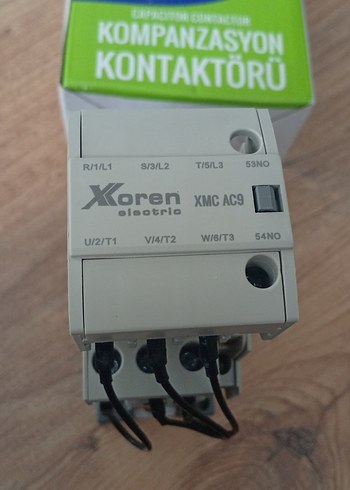 CAPACITOR CONTACTOR
KOMPANZASYON
KONTAKTÖRÜ
R/1/L1 S/3/L2 T/5/L3 53NO
Xoren
electric
XMC AC9
U/2/T1 V/4/T2 W/6/T3 54NO